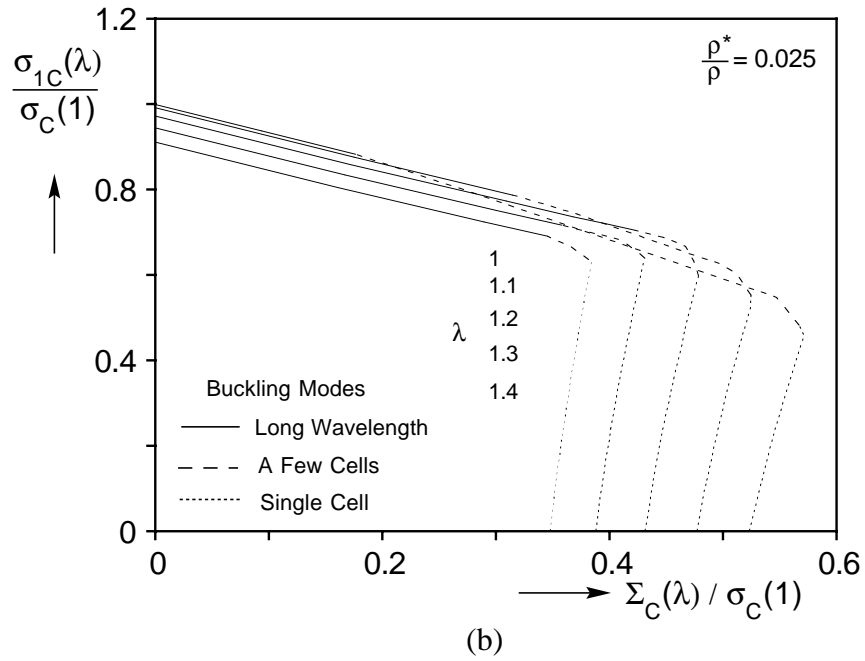 1.2
σ1C(λ)
σC(1)
ρ*
ρ
= 0.025
0.8
1
1.1
1.2
λ
1.3
1.4
0.4
Buckling Modes
Long Wavelength
A Few Cells
Single Cell
0
0 0.2 0.4 0.6
ΣC(λ) / σC(1)
(b)